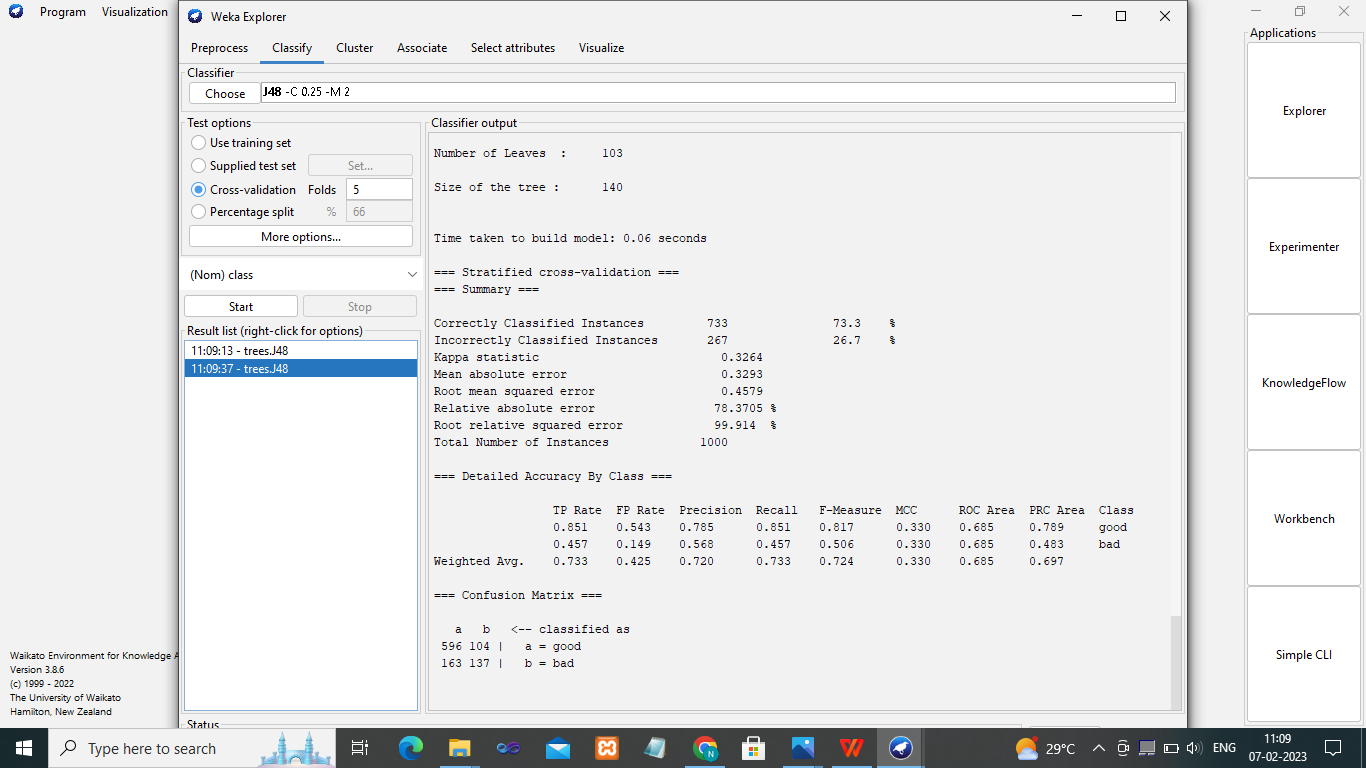 Program Visualization
Weka Explorer
Preprocess Classify Cluster Associate Select attributes Visualize
Classifier
Choose J48 -C 0.25 -M 2
Test options
Use training set
Supplied test set Set...
Cross-validation Folds 5
Percentage split % 66
More options...
(Nom) class
Start Stop
Result list (right-click for options)
11:09:13 - trees.J48
11:09:37 - trees.J48
Classifier output
Number of Leaves : 103
Size of the tree : 140
Time taken to build model: 0.06 seconds
=== Stratified cross-validation ===
=== Summary ===
Correctly Classified Instances 733 73.3 %
Incorrectly Classified Instances 267 26.7 %
Kappa statistic 0.3264
Mean absolute error 0.3293
Root mean squared error 0.4579
Relative absolute error 78.3705 %
Root relative squared error 99.914 %
Total Number of Instances 1000
=== Detailed Accuracy By Class ===
TP Rate FP Rate Precision Recall F-Measure MCC ROC Area PRC Area Class
0.851 0.543 0.785 0.851 0.817 0.330 0.685 0.789 good
0.457 0.149 0.568 0.457 0.506 0.330 0.685 0.483 bad
Weighted Avg. 0.733 0.425 0.720 0.733 0.724 0.330 0.685 0.697
=== Confusion Matrix ===
a b <-- classified as
596 104 | a = good
163 137 | b = bad
Status
Applications
Explorer
Experimenter
KnowledgeFlow
Workbench
Simple CLI
Waikato Environment for Knowledge A
Version 3.8.6
(c) 1999 - 2022
The University of Waikato
Hamilton, New Zealand
Type here to search
29°C
ENG
11:09
07-02-2023